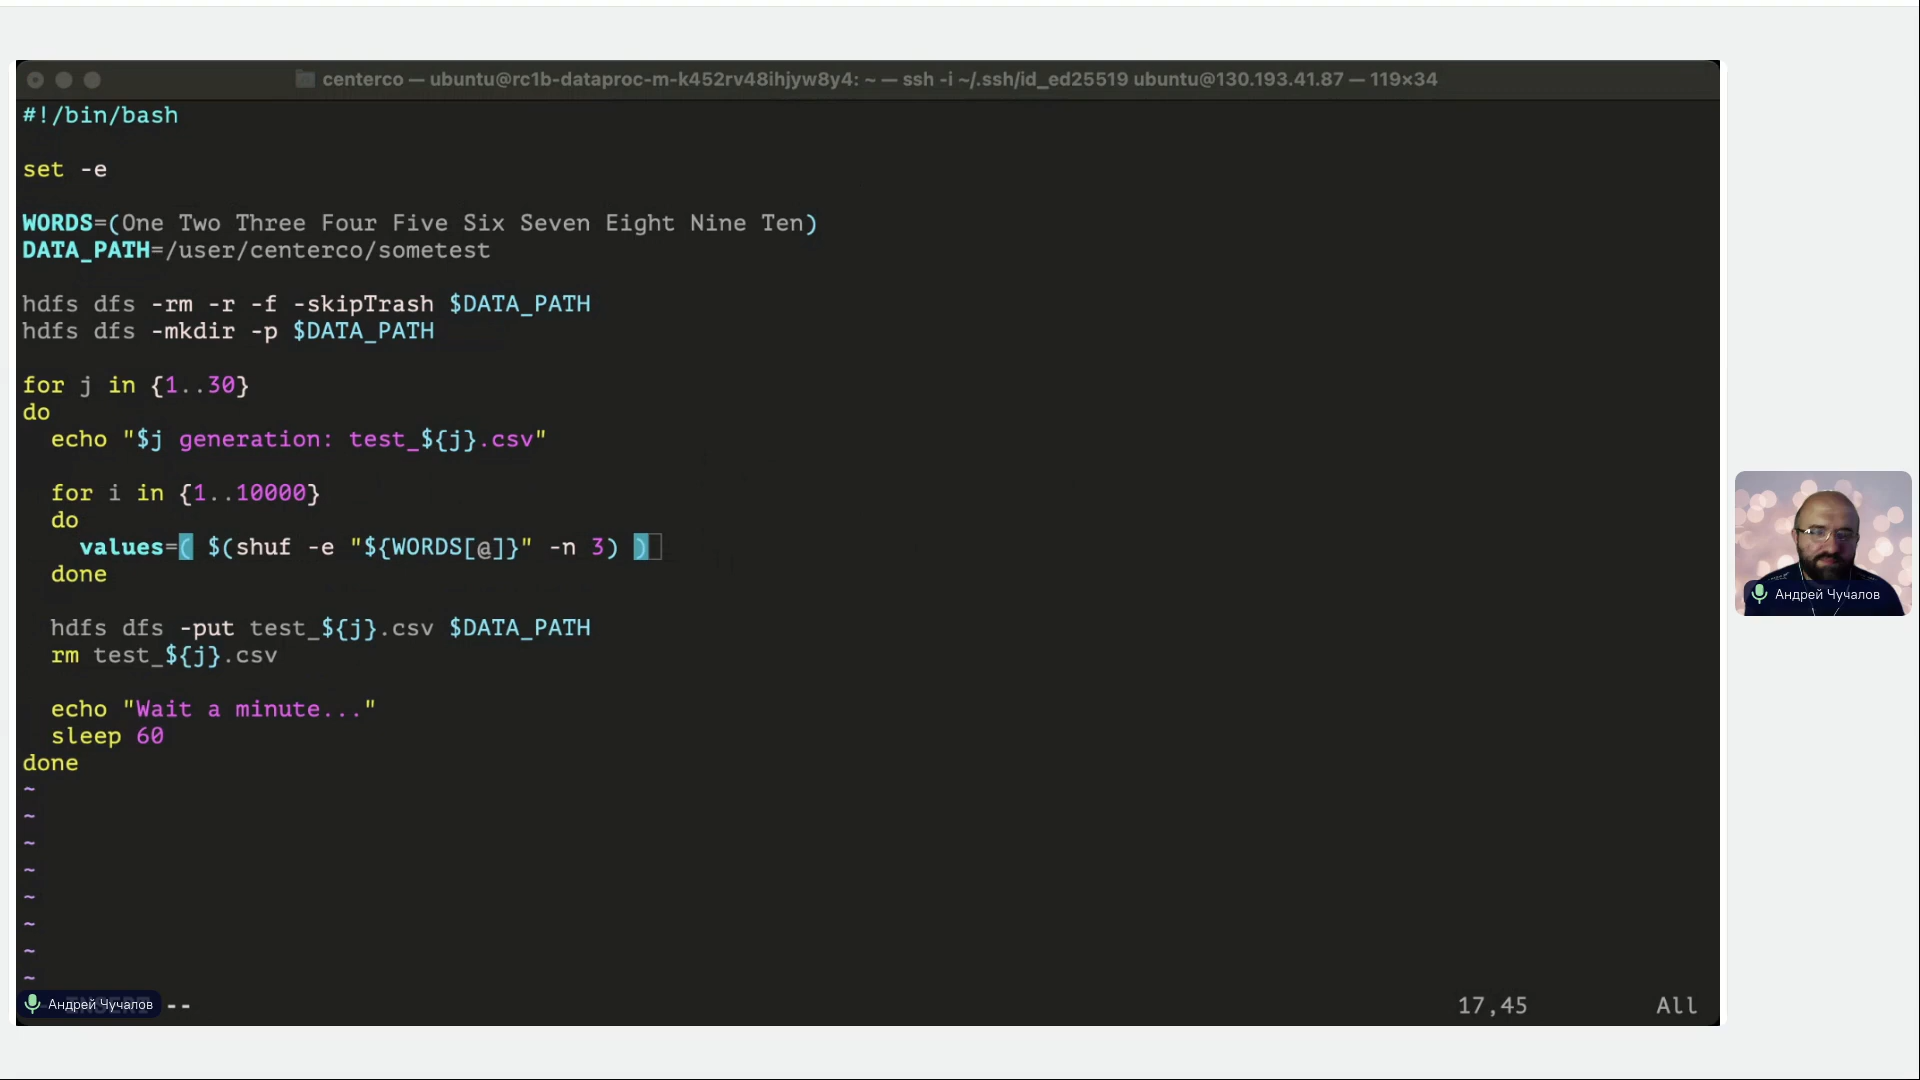 centerco — ubuntu@rc1b-dataproc-m-k452rv48ihjyw8y4: ~ — ssh -i ~/.ssh/id_ed25519 ubuntu@130.193.41.87 — 119×34
#!/bin/bash
set -e
WORDS=(One Two Three Four Five Six Seven Eight Nine Ten)
DATA_PATH=/user/centerco/sometest
hdfs dfs -rm -r -f -skipTrash $DATA_PATH
hdfs dfs -mkdir -p $DATA_PATH
for j in {1..30}
do
  echo "$j generation: test_${j}.csv"
  for i in {1..10000}
  do
    values=( $(shuf -e "${WORDS[@]}" -n 3) )
  done
  hdfs dfs -put test_${j}.csv $DATA_PATH
  rm test_${j}.csv
  echo "Wait a minute..."
  sleep 60
done
~
~
~
~
~
~
~
~
Андрей Чучалов --
17,45 All
Андрей Чучалов